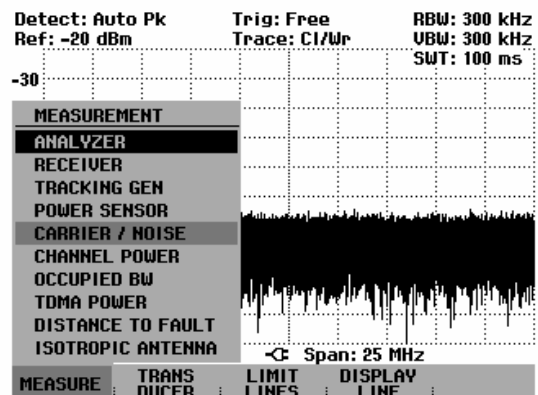 Detect: Auto Pk Trig: Free RBW: 300 kHz
Ref: -20 dBm Trace: Cl/Wr VBW: 300 kHz
SWT: 100 ms
-30
MEASUREMENT
ANALYZER
RECEIVER
TRACKING GEN
POWER SENSOR
CARRIER / NOISE
CHANNEL POWER
OCCUPIED BW
TDMA POWER
DISTANCE TO FAULT
ISOTROPIC ANTENNA
Span: 25 MHz
MEASURE TRANS LIMIT DISPLAY
DUCER LINES LINE